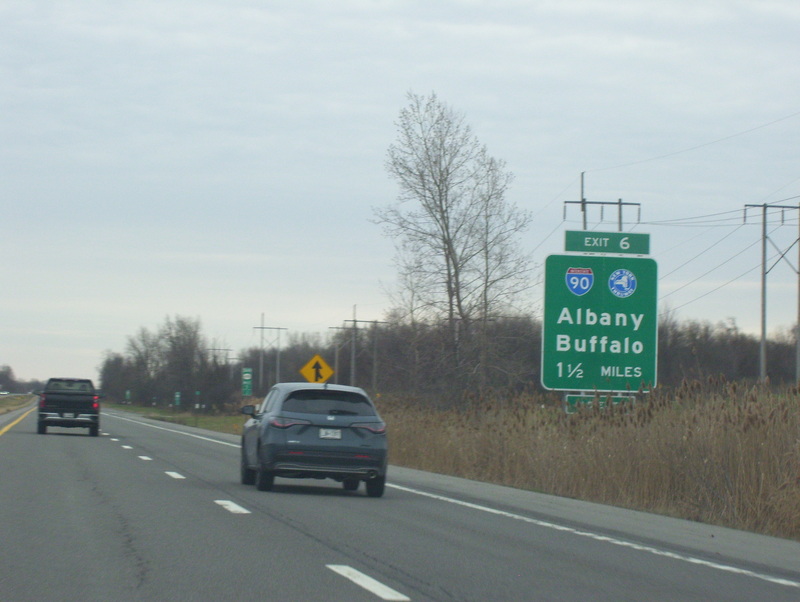 EXIT 6
90
Albany
Buffalo
1½ MILES